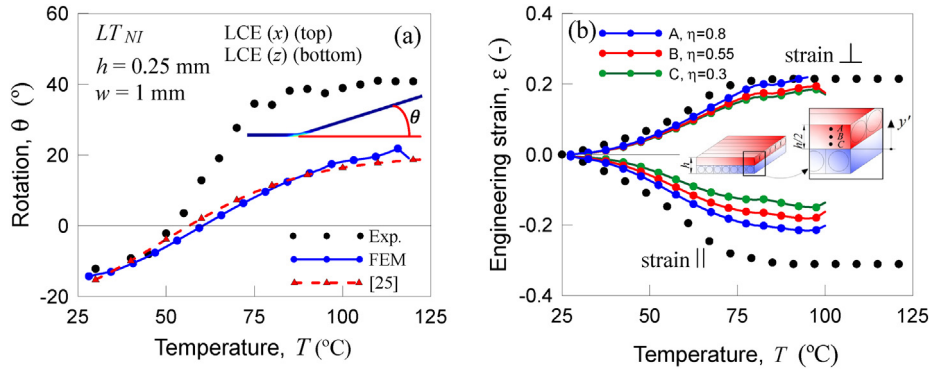 LT NI
h = 0.25 mm
w = 1 mm
LCE (x) (top)
LCE (z) (bottom)
(a)
θ
Exp.
FEM
[25]
Rotation, θ (º)
60
40
20
0
-20
25
50
75
100
125
Temperature, T (ºC)
(b)
A, η=0.8
B, η=0.55
C, η=0.3
strain ⊥
h
h/2
A
B
C
y'
strain ||
Engineering strain, ε (-)
0.4
0.2
0.0
-0.2
-0.4
25
50
75
100
125
Temperature, T (ºC)